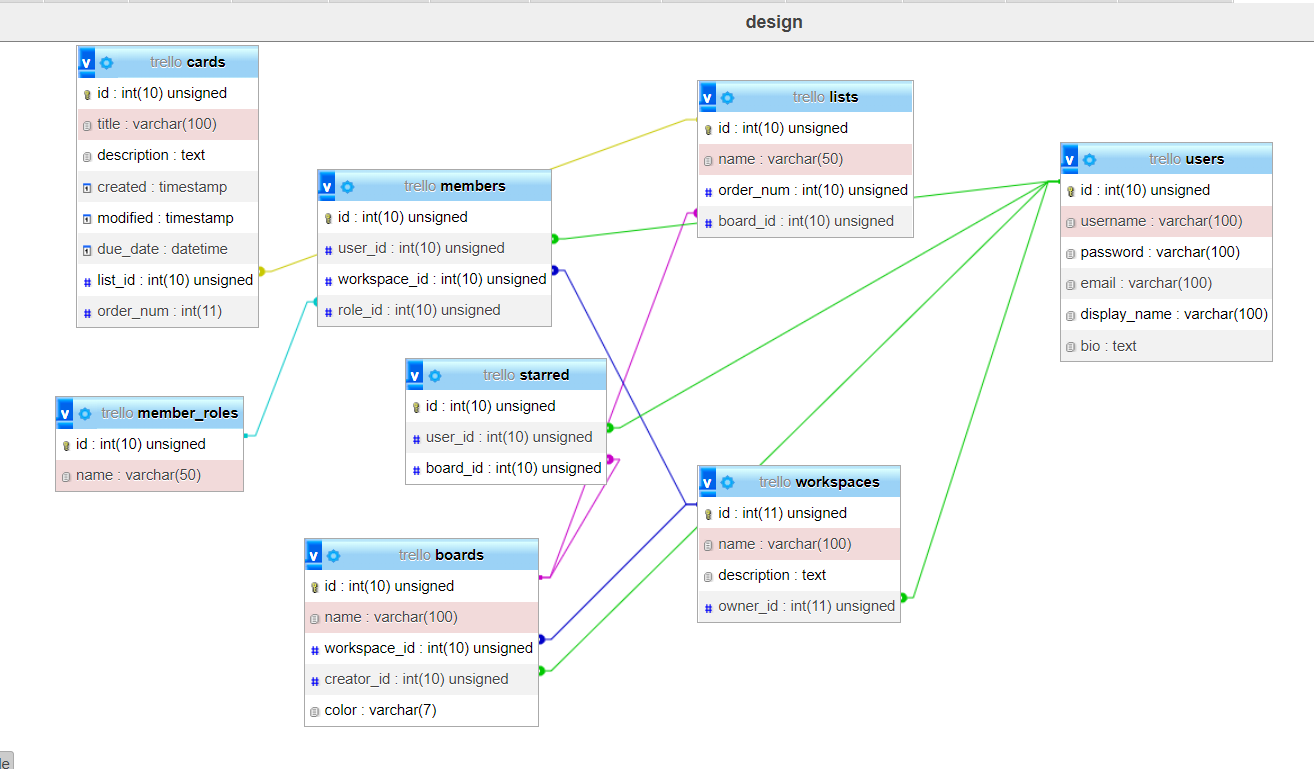 design
trello cards
id : int(10) unsigned
title : varchar(100)
description : text
created : timestamp
modified : timestamp
due_date : datetime
list_id : int(10) unsigned
order_num : int(11)
trello members
id : int(10) unsigned
user_id : int(10) unsigned
workspace_id : int(10) unsigned
role_id : int(10) unsigned
trello lists
id : int(10) unsigned
name : varchar(50)
order_num : int(10) unsigned
board_id : int(10) unsigned
trello users
id : int(10) unsigned
username : varchar(100)
password : varchar(100)
email : varchar(100)
display_name : varchar(100)
bio : text
trello member_roles
id : int(10) unsigned
name : varchar(50)
trello starred
id : int(10) unsigned
user_id : int(10) unsigned
board_id : int(10) unsigned
trello workspaces
id : int(11) unsigned
name : varchar(100)
description : text
owner_id : int(11) unsigned
trello boards
id : int(10) unsigned
name : varchar(100)
workspace_id : int(10) unsigned
creator_id : int(10) unsigned
color : varchar(7)
le